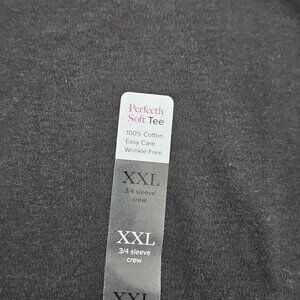 Perfectly
Soft Tee
100% Cotton
Easy Care
Wrinkle Free
XXL
3/4 sleeve
crew
XXL
3/4 sleeve
crew
XXL